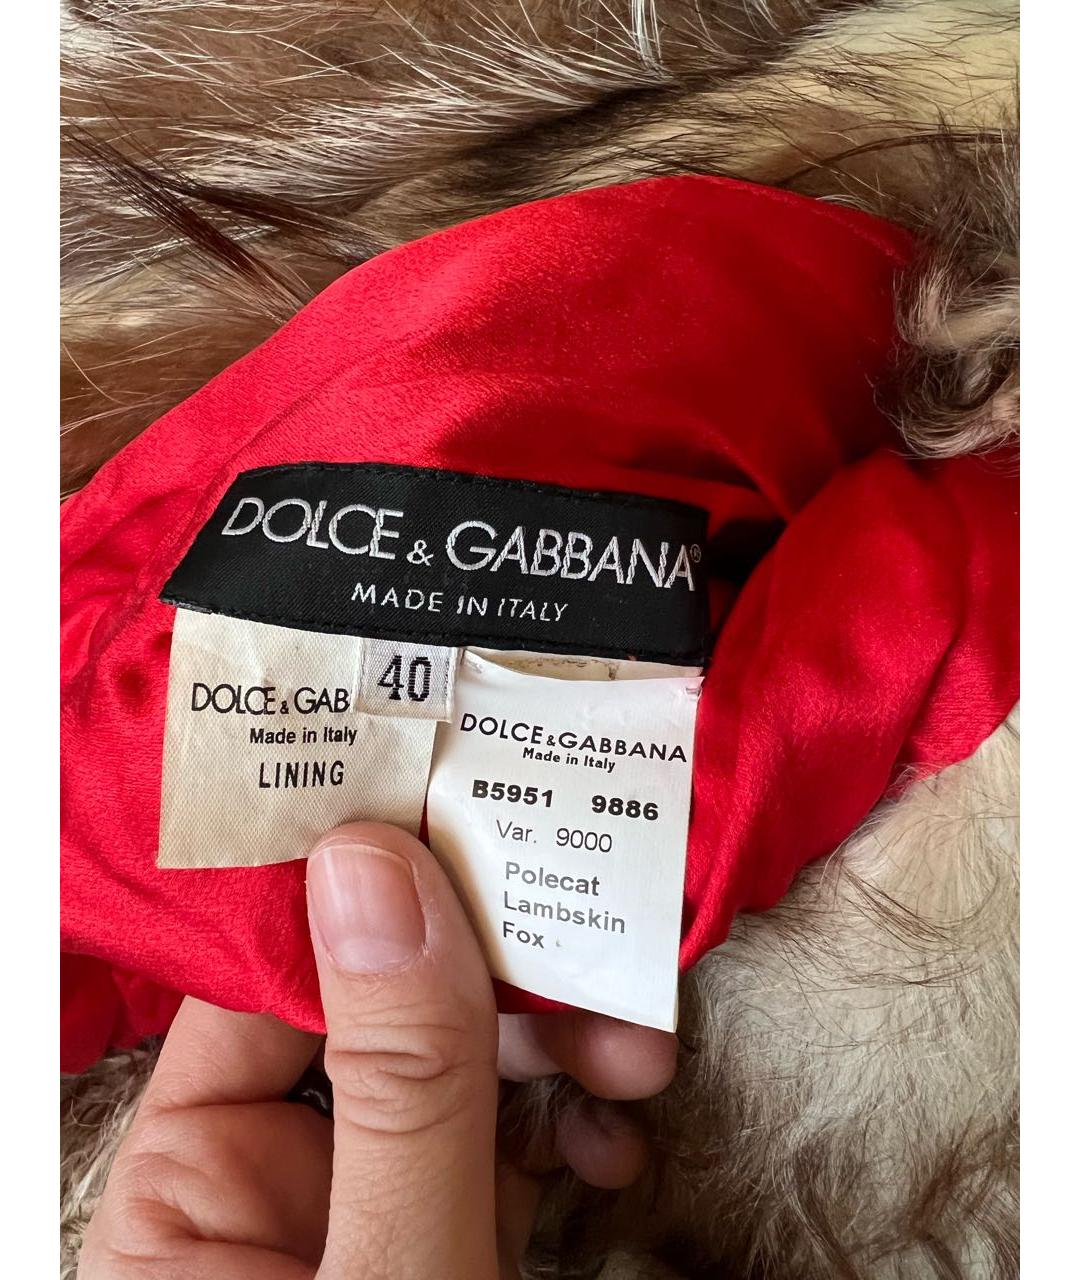 DOLCE & GABBANA®
MADE IN ITALY
40
DOLCE & GAB
Made in Italy
LINING
DOLCE & GABBANA
Made in Italy
B5951 9886
Var. 9000
Polecat
Lambskin
Fox